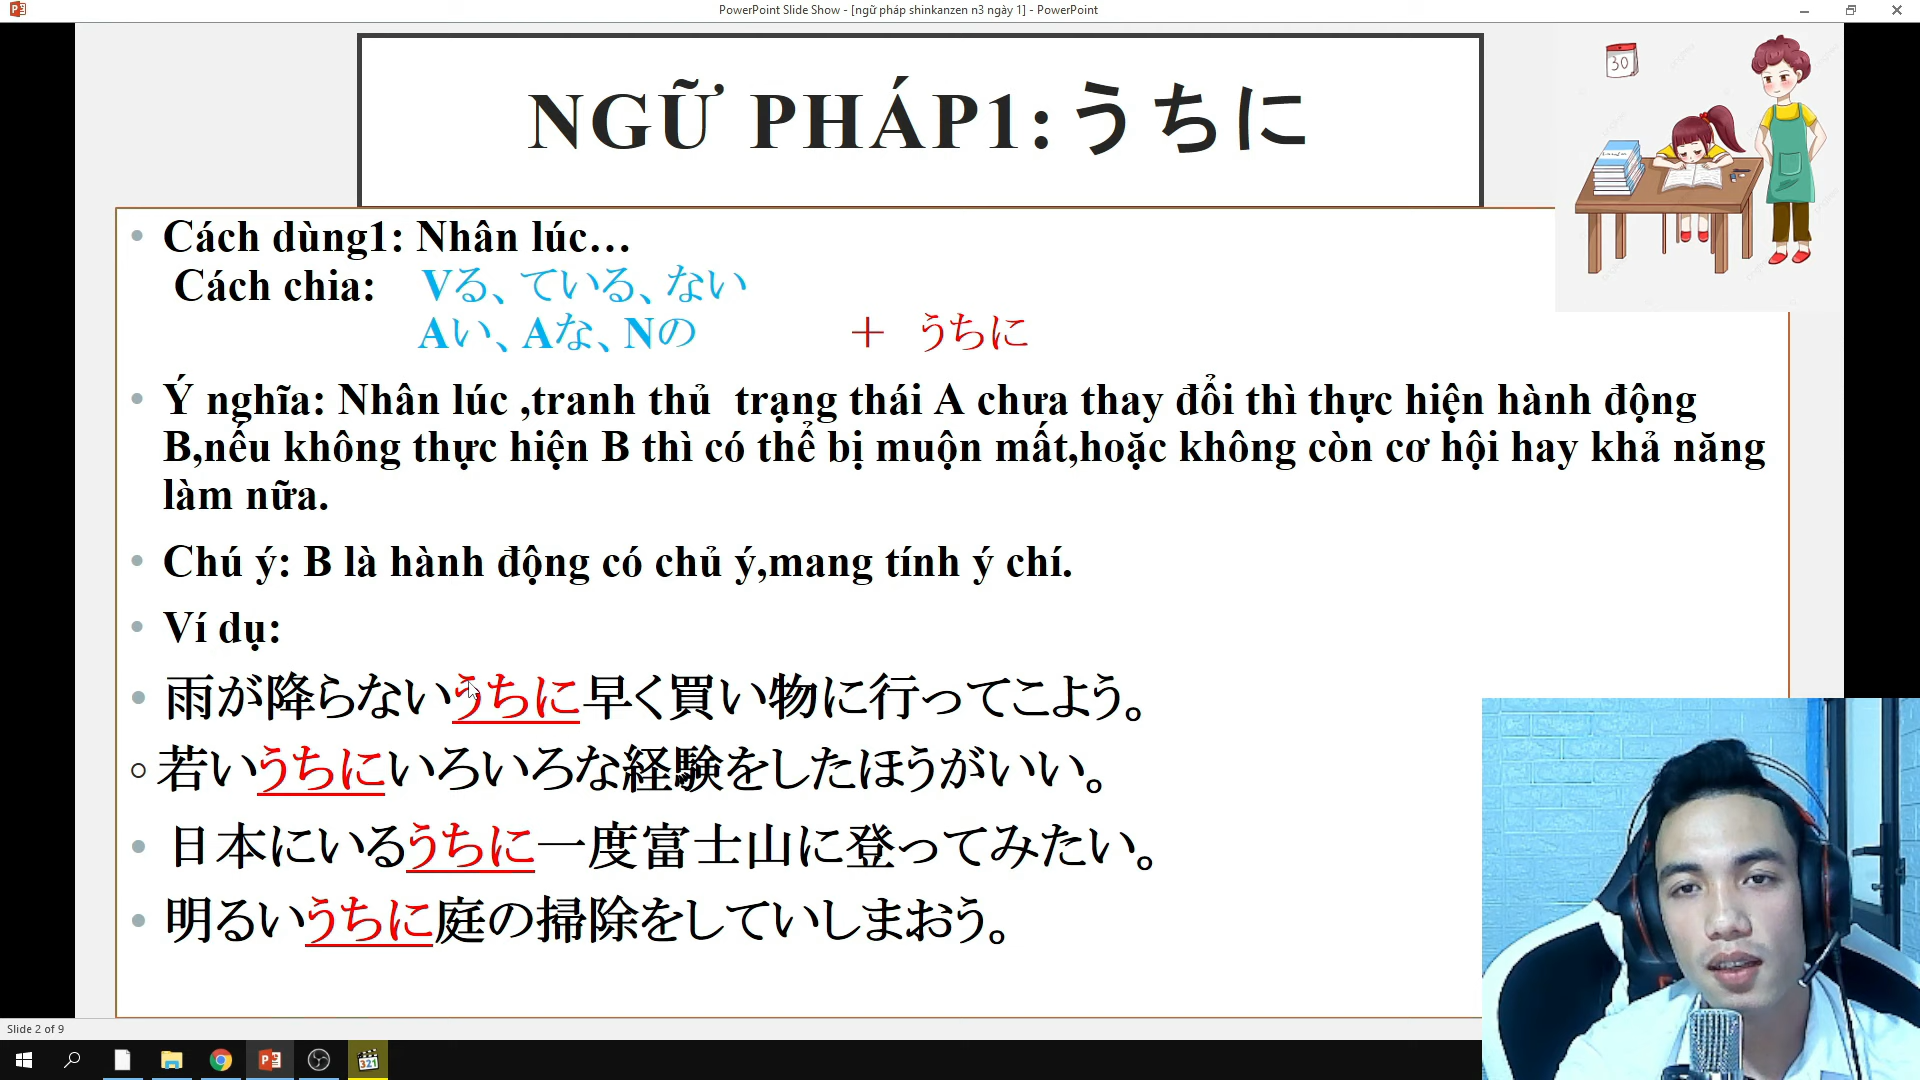 PowerPoint Slide Show - [ngữ pháp shinkanzen n3 ngày 1] - PowerPoint
30
NGỮ PHÁP1:うちに
Cách dùng1: Nhân lúc…
Cách chia: Vる、ている、ない
Aい、Aな、Nの ＋ うちに
Ý nghĩa: Nhân lúc ,tranh thủ trạng thái A chưa thay đổi thì thực hiện hành động
B,nếu không thực hiện B thì có thể bị muộn mất,hoặc không còn cơ hội hay khả năng
làm nữa.
Chú ý: B là hành động có chủ ý,mang tính ý chí.
Ví dụ:
雨が降らないうちに早く買い物に行ってこよう。
若いうちにいろいろな経験をしたほうがいい。
日本にいるうちに一度富士山に登ってみたい。
明るいうちに庭の掃除をしていしまおう。
Slide 2 of 9
321